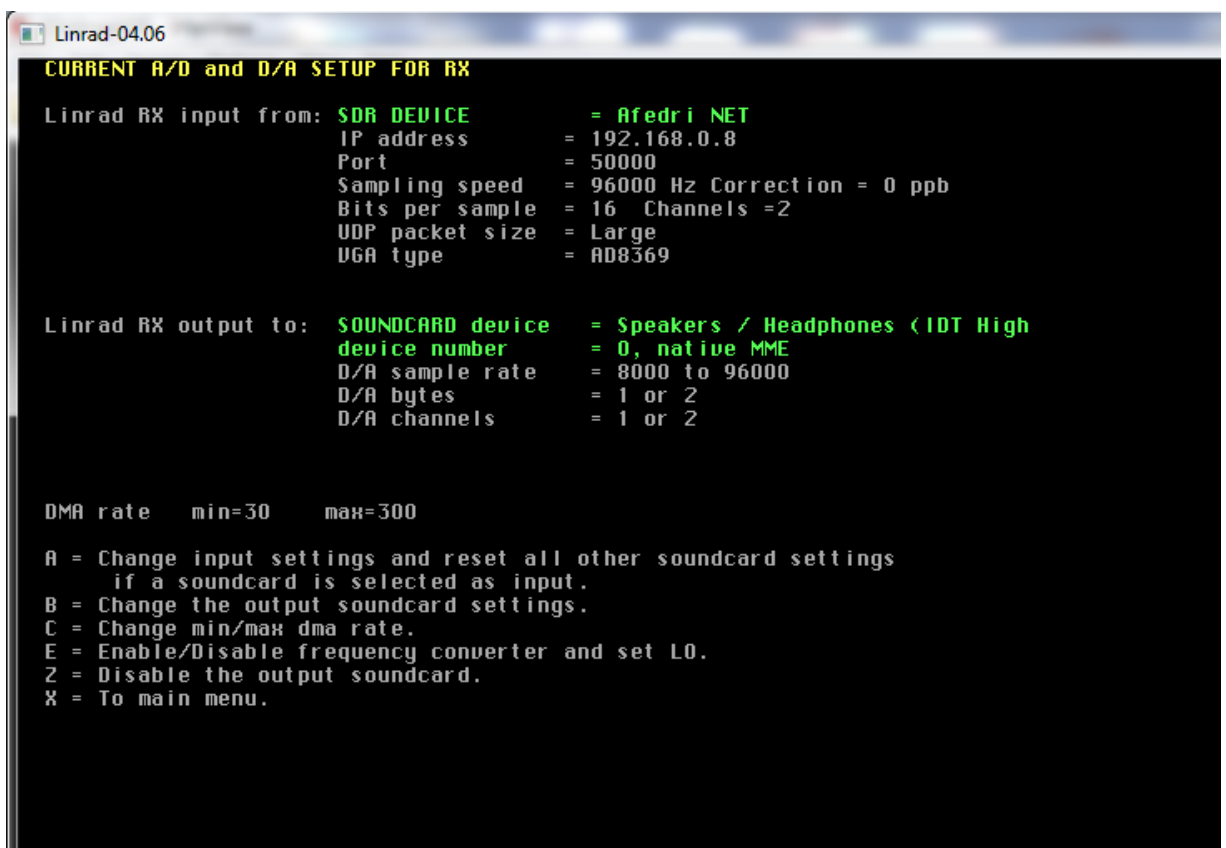 Linrad-04.06
CURRENT A/D and D/A SETUP FOR RX
Linrad RX input from: SDR DEVICE = Afedri NET
IP address = 192.168.0.8
Port = 50000
Sampling speed = 96000 Hz Correction = 0 ppb
Bits per sample = 16 Channels =2
UDP packet size = Large
VGA type = AD8369
Linrad RX output to: SOUNDCARD device = Speakers / Headphones (IDT High
device number = 0, native MME
D/A sample rate = 8000 to 96000
D/A bytes = 1 or 2
D/A channels = 1 or 2
DMA rate min=30 max=300
A = Change input settings and reset all other soundcard settings
if a soundcard is selected as input.
B = Change the output soundcard settings.
C = Change min/max dma rate.
E = Enable/Disable frequency converter and set LO.
Z = Disable the output soundcard.
X = To main menu.